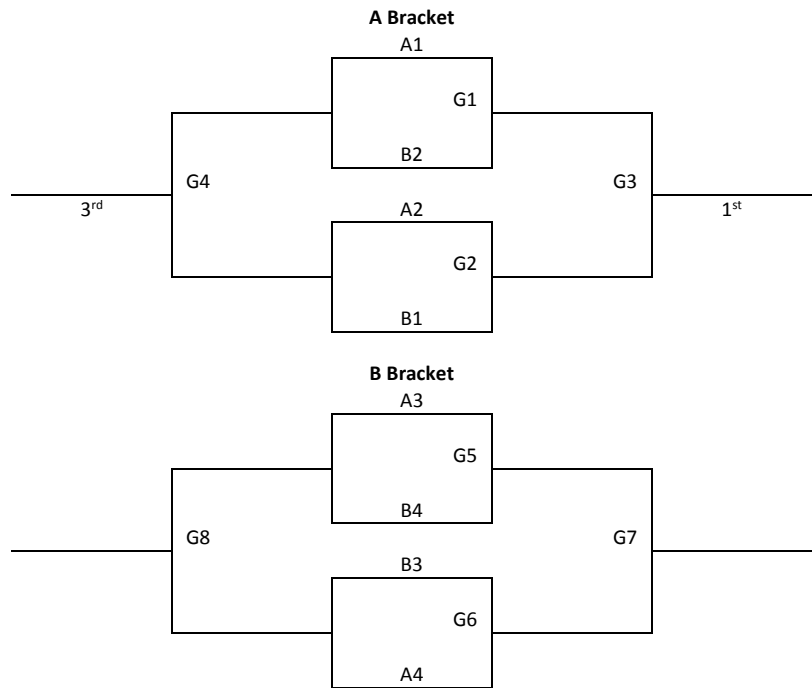 A Bracket
A1
G1
B2
G4
G3
3rd
A2
1st
G2
B1
B Bracket
A3
G5
B4
G8
G7
B3
G6
A4